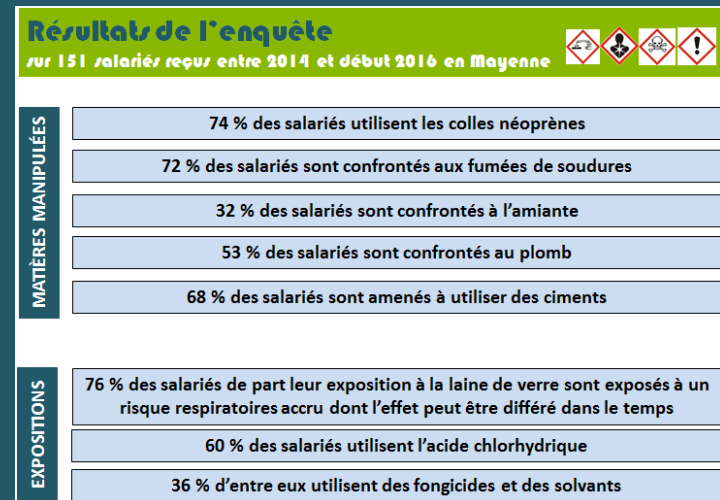 Résultats de l'enquête
sur 151 salariés reçus entre 2014 et début 2016 en Mayenne
MATIÈRES MANIPULÉES
74 % des salariés utilisent les colles néoprènes
72 % des salariés sont confrontés aux fumées de soudures
32 % des salariés sont confrontés à l'amiante
53 % des salariés sont confrontés au plomb
68 % des salariés sont amenés à utiliser des ciments
EXPOSITIONS
76 % des salariés de part leur exposition à la laine de verre sont exposés à un
risque respiratoires accru dont l'effet peut être différé dans le temps
60 % des salariés utilisent l'acide chlorhydrique
36 % d'entre eux utilisent des fongicides et des solvants